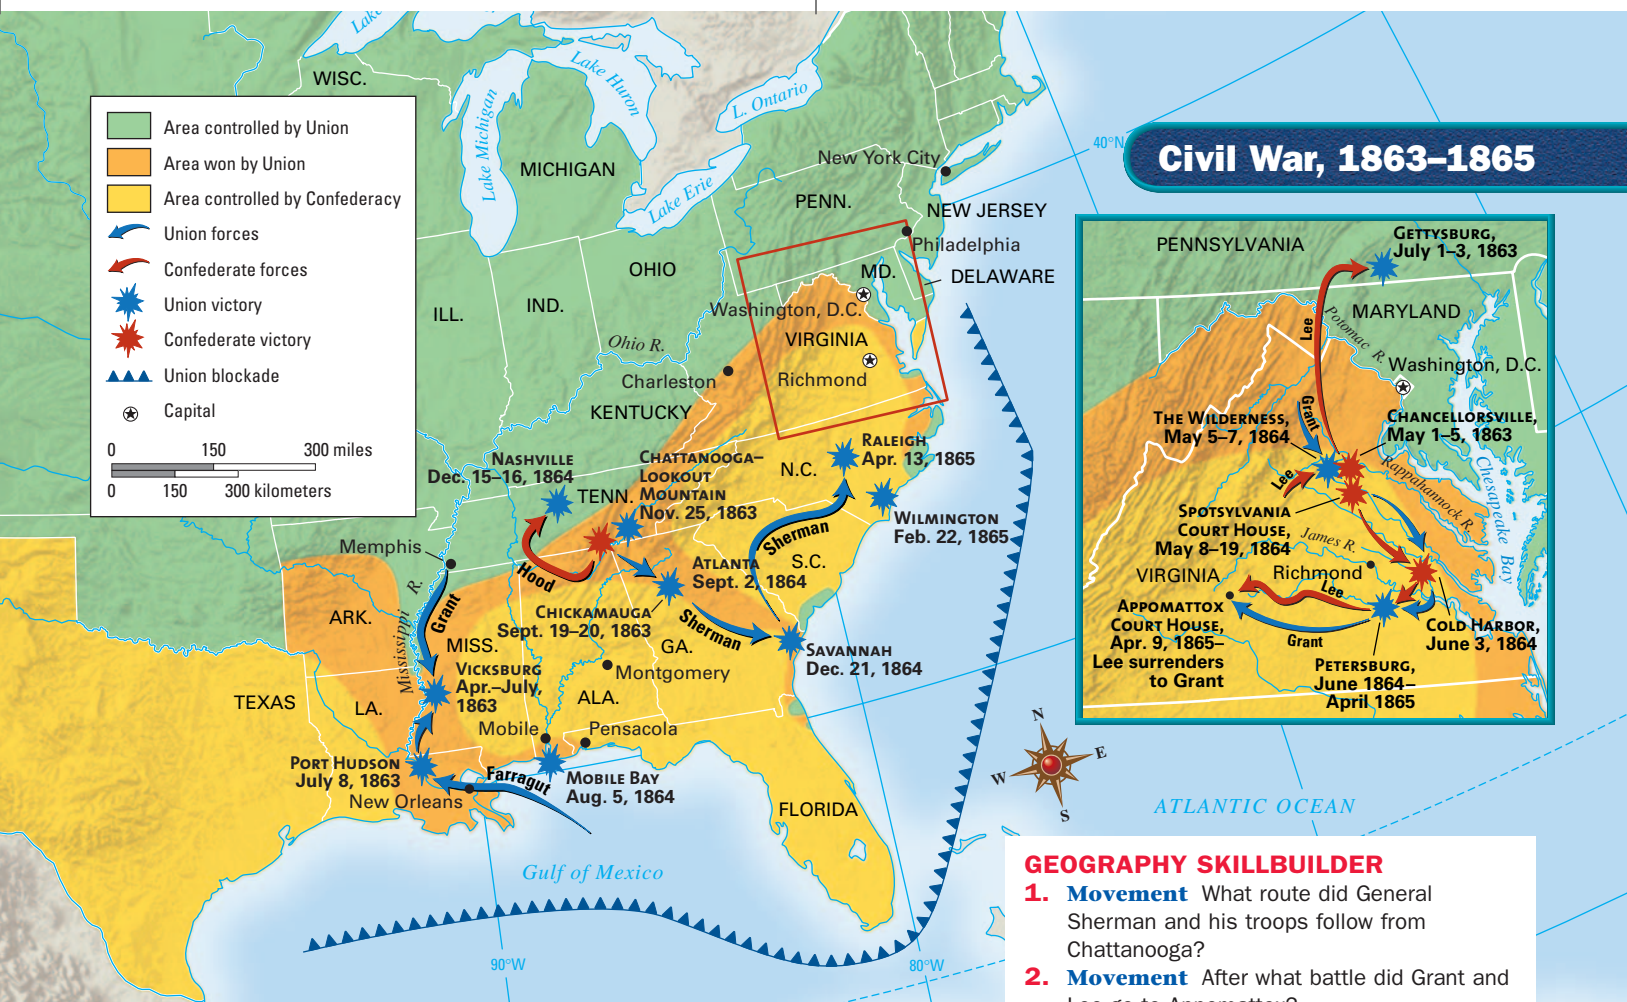 Civil War, 1863–1865
Area controlled by Union
Area won by Union
Area controlled by Confederacy
Union forces
Confederate forces
Union victory
Confederate victory
Union blockade
Capital
0 150 300 miles
0 150 300 kilometers
WISC.
Lake Michigan
Lake Huron
L. Ontario
Lake Erie
Lake
MICHIGAN
New York City
PENN.
NEW JERSEY
Philadelphia
OHIO
MD.
DELAWARE
ILL.
IND.
Washington, D.C.
VIRGINIA
Ohio R.
Charleston
Richmond
KENTUCKY
NASHVILLE
Dec. 15–16, 1864
CHATTANOOGA–
LOOKOUT
MOUNTAIN
Nov. 25, 1863
N.C.
RALEIGH
Apr. 13, 1865
TENN.
WILMINGTON
Feb. 22, 1865
Memphis
Hood
ATLANTA
Sept. 2, 1864
Sherman
S.C.
ARK.
Mississippi R.
Grant
CHICKAMAUGA
Sept. 19–20, 1863
Sherman
GA.
MISS.
SAVANNAH
Dec. 21, 1864
VICKSBURG
Apr.–July,
1863
Montgomery
TEXAS
LA.
ALA.
Mobile
Pensacola
PORT HUDSON
July 8, 1863
Farragut
MOBILE BAY
Aug. 5, 1864
New Orleans
FLORIDA
Gulf of Mexico
ATLANTIC OCEAN
40°N
90°W
80°W
N
E
W
S
PENNSYLVANIA
GETTYSBURG,
July 1–3, 1863
MARYLAND
Lee
Potomac R.
Washington, D.C.
Grant
THE WILDERNESS,
May 5–7, 1864
CHANCELLORSVILLE,
May 1–5, 1863
Lee
Rappahannock R.
Chesapeake Bay
SPOTSYLVANIA
COURT HOUSE,
May 8–19, 1864
James R.
VIRGINIA
Richmond
Lee
APPOMATTOX
COURT HOUSE,
Apr. 9, 1865–
Lee surrenders
to Grant
Grant
COLD HARBOR,
June 3, 1864
PETERSBURG,
June 1864–
April 1865
GEOGRAPHY SKILLBUILDER
1. Movement What route did General
Sherman and his troops follow from
Chattanooga?
2. Movement After what battle did Grant and
Lee go to Appomattox?